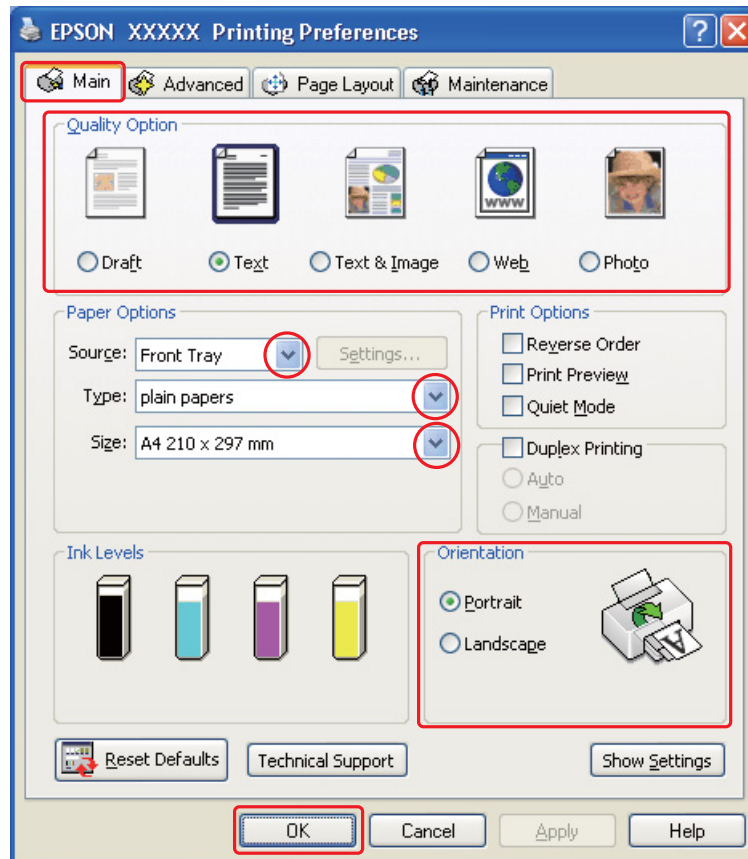 EPSON XXXXX Printing Preferences
Main Advanced Page Layout Maintenance
Quality Option
WWW
Draft Text Text & Image Web Photo
Paper Options
Source: Front Tray Settings...
Type: plain papers
Size: A4 210 x 297 mm
Print Options
Reverse Order
Print Preview
Quiet Mode
Duplex Printing
Auto
Manual
Ink Levels
Orientation
Portrait
Landscape
A
Reset Defaults Technical Support Show Settings
OK Cancel Apply Help